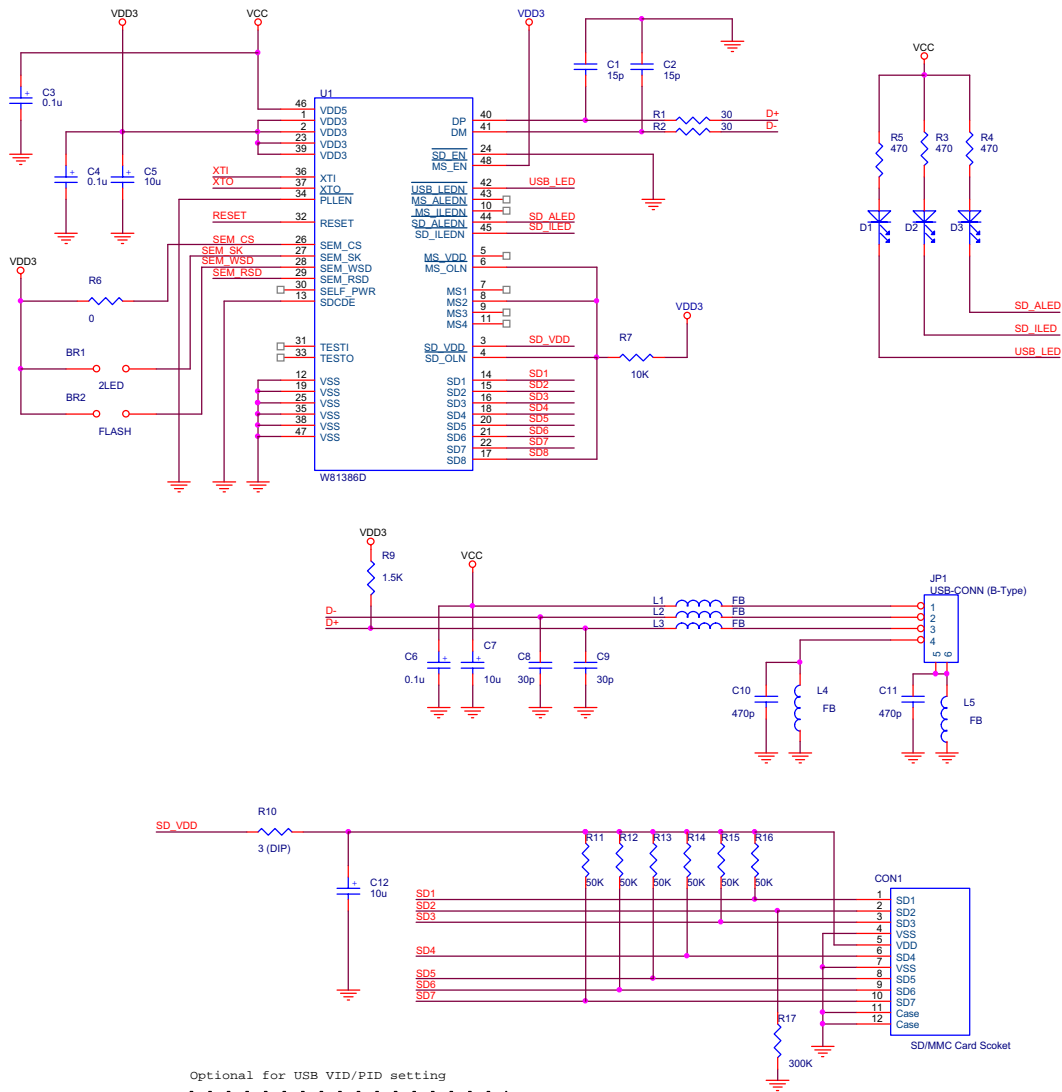 VDD3
VCC
VDD3
C3
0.1u
C4
0.1u
C5
10u
C1
15p
C2
15p
VCC
U1
46 VDD5
1 VDD3
2 VDD3
23 VDD3
39 VDD3
XTI 36 XTI
XTO 37 XTO
34 PLLEN
RESET 32 RESET
26 SEM_CS
27 SEM_SK
28 SEM_WSD
29 SEM_RSD
30 SELF_PWR
13 SDCDE
31 TESTI
33 TESTO
12 VSS
19 VSS
25 VSS
35 VSS
38 VSS
47 VSS
SEM_CS
SEM_SK
SEM_WSD
SEM_RSD
VDD3
R6
0
BR1
2LED
BR2
FLASH
W81386D
DP 40 R1 30 D+
DM 41 R2 30 D-
SD_EN 24
MS_EN 48
USB_LEDN 42 USB_LED
MS_ALEDN 43
MS_ILEDN 10
SD_ALEDN 44 SD_ALED
SD_ILEDN 45 SD_ILED
MS_VDD 5
MS_OLN 6
MS1 7
MS2 8
MS3 9
MS4 11
SD_VDD 3 SD_VDD
SD_OLN 4
SD1 14 SD1
SD2 15 SD2
SD3 16 SD3
SD4 18 SD4
SD5 20 SD5
SD6 21 SD6
SD7 22 SD7
SD8 17 SD8
R7
10K
VDD3
R5
470
R3
470
R4
470
D1
D2
D3
SD_ALED
SD_ILED
USB_LED
VDD3
R9
1.5K
VCC
D-
D+
C6
0.1u
C7
10u
C8
30p
C9
30p
L1 FB
L2 FB
L3 FB
JP1
USB-CONN (B-Type)
1
2
3
4
5 6
C10
470p
L4
FB
C11
470p
L5
FB
SD_VDD
R10
3 (DIP)
C12
10u
R11 R12 R13 R14 R15 R16
50K 50K 50K 50K 50K 50K
SD1
SD2
SD3
SD4
SD5
SD6
SD7
R17
300K
CON1
1 SD1
2 SD2
3 SD3
4 VSS
5 VDD
6 SD4
7 VSS
8 SD5
9 SD6
10 SD7
11 Case
12 Case
SD/MMC Card Scoket
Optional for USB VID/PID setting